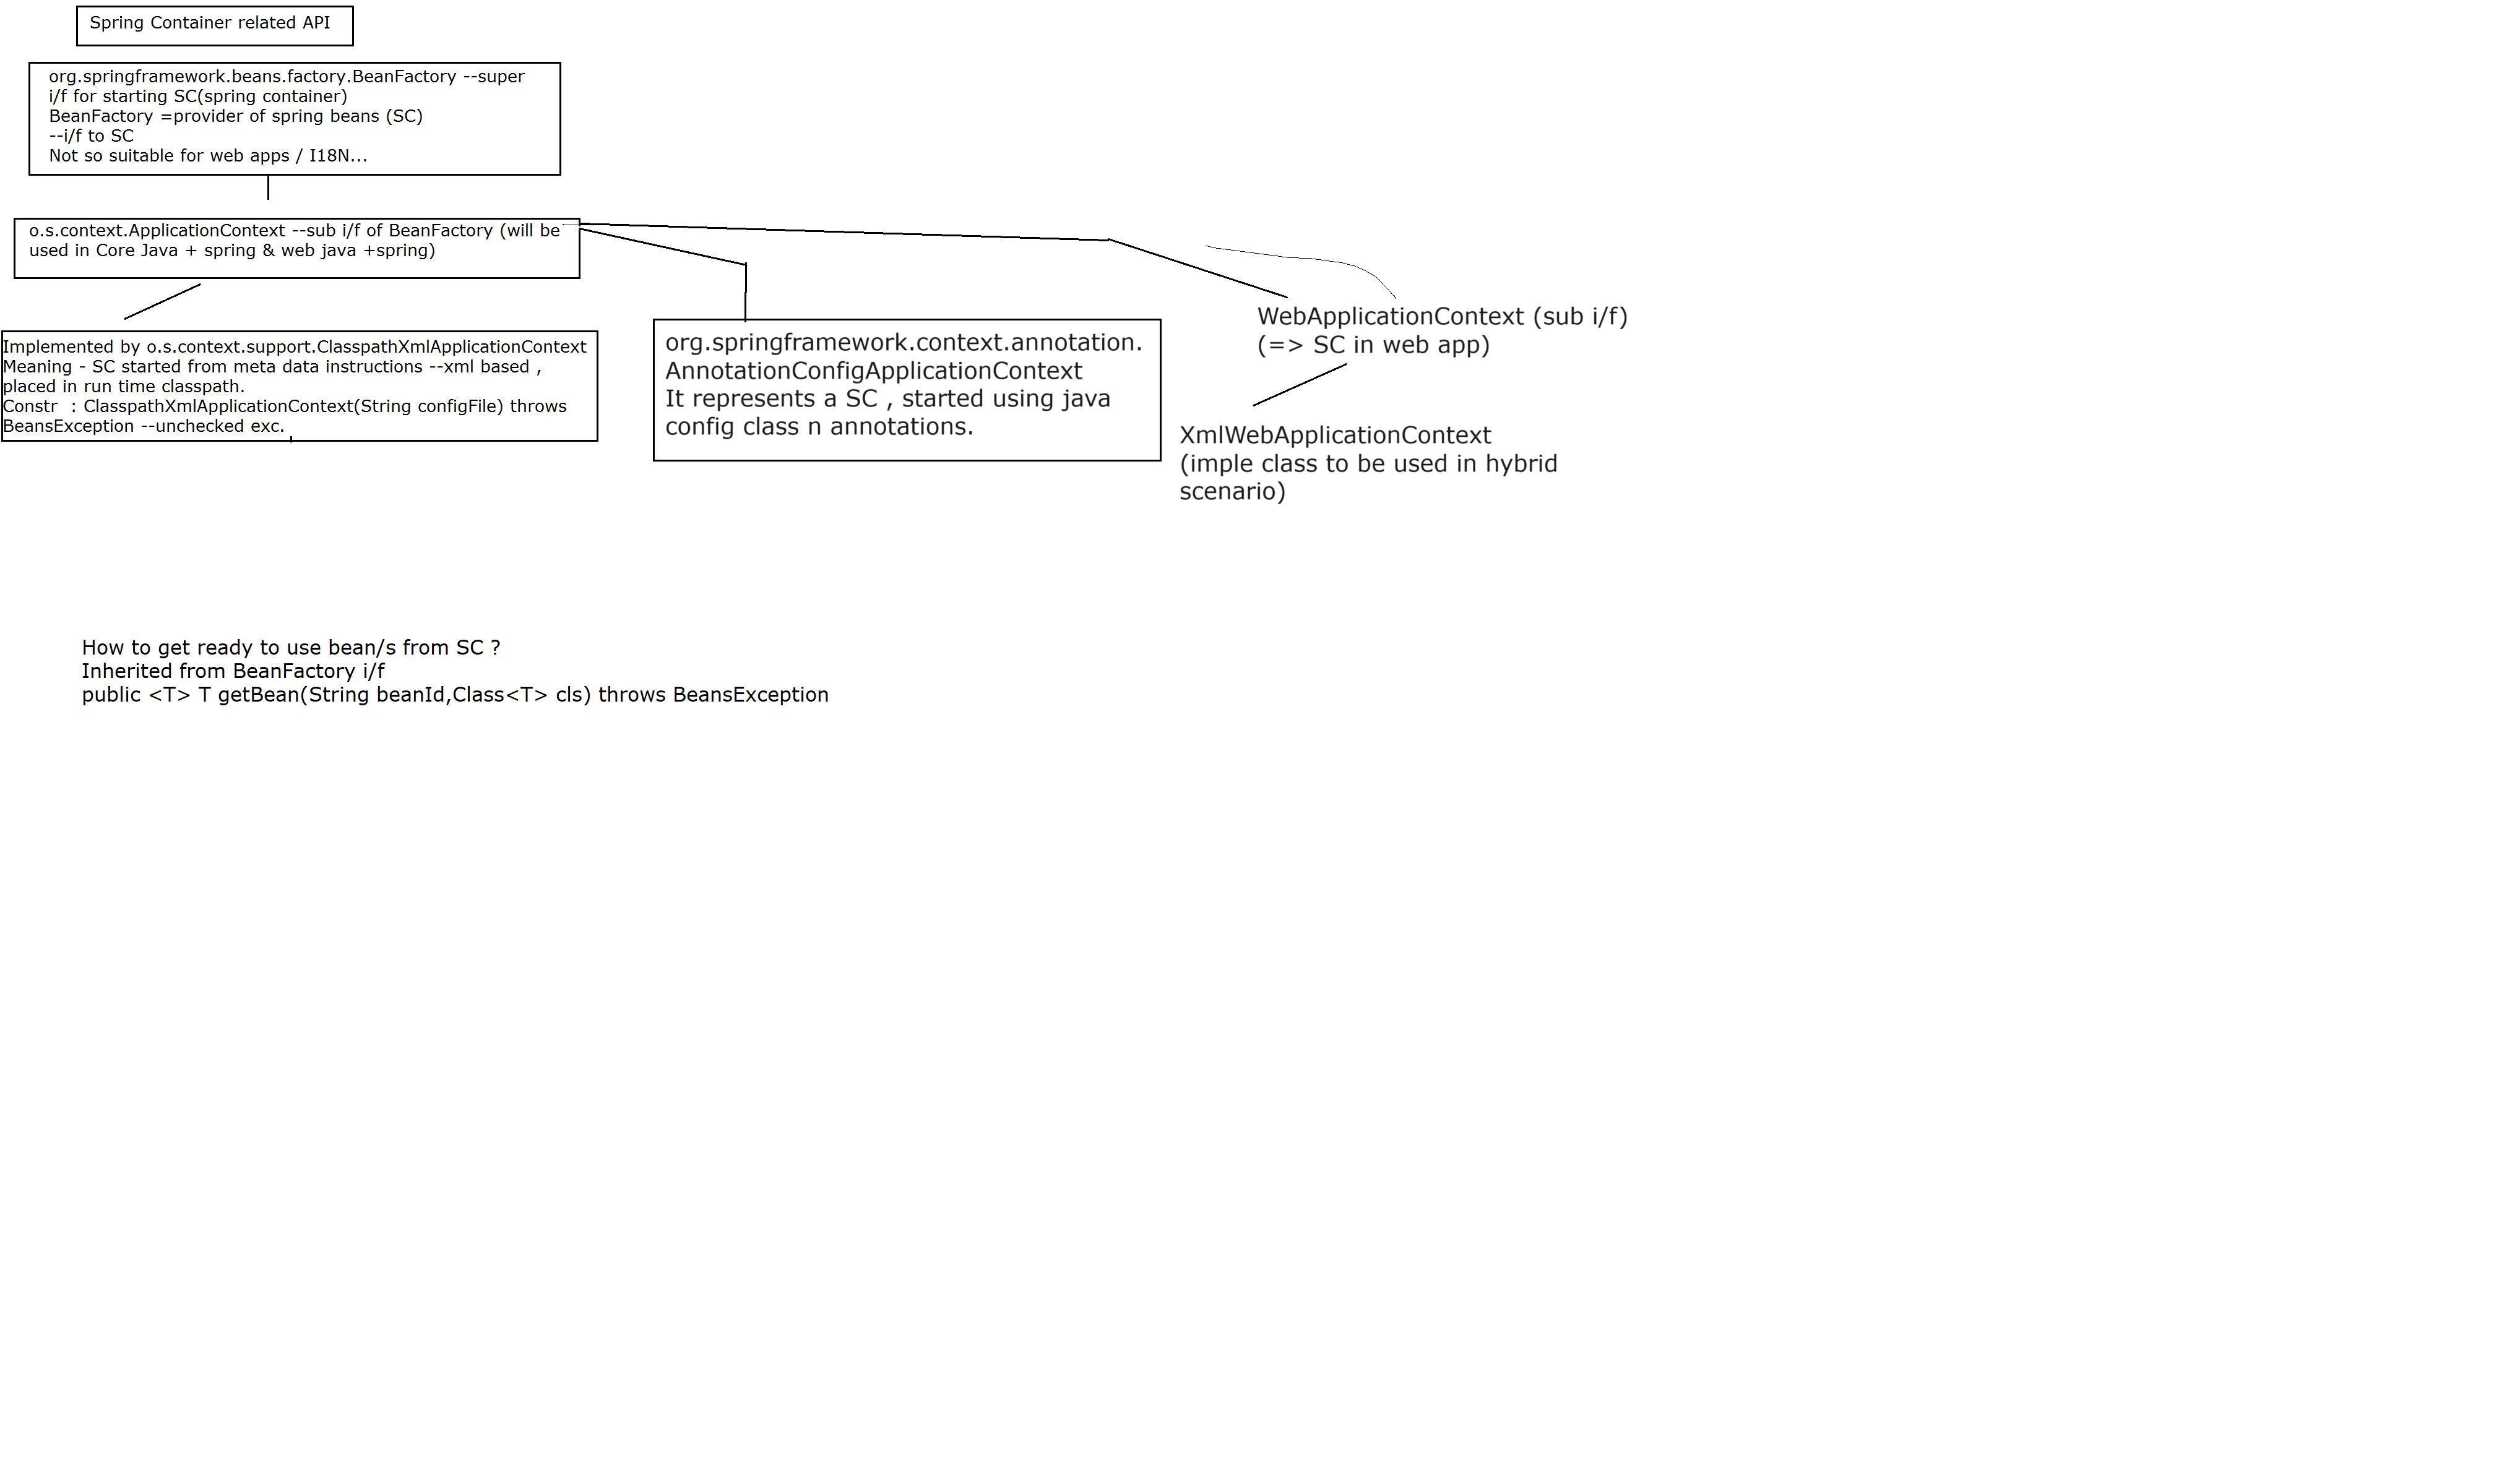 Spring Container related API
org.springframework.beans.factory.BeanFactory --super
i/f for starting SC(spring container)
BeanFactory =provider of spring beans (SC)
--i/f to SC
Not so suitable for web apps / I18N...
o.s.context.ApplicationContext --sub i/f of BeanFactory (will be
used in Core Java + spring & web java +spring)
Implemented by o.s.context.support.ClasspathXmlApplicationContext
Meaning - SC started from meta data instructions --xml based ,
placed in run time classpath.
Constr  : ClasspathXmlApplicationContext(String configFile) throws
BeansException --unchecked exc.
org.springframework.context.annotation.
AnnotationConfigApplicationContext
It represents a SC , started using java
config class n annotations.
WebApplicationContext (sub i/f)
(=> SC in web app)
XmlWebApplicationContext
(imple class to be used in hybrid
scenario)
How to get ready to use bean/s from SC ?
Inherited from BeanFactory i/f
public <T> T getBean(String beanId,Class<T> cls) throws BeansException